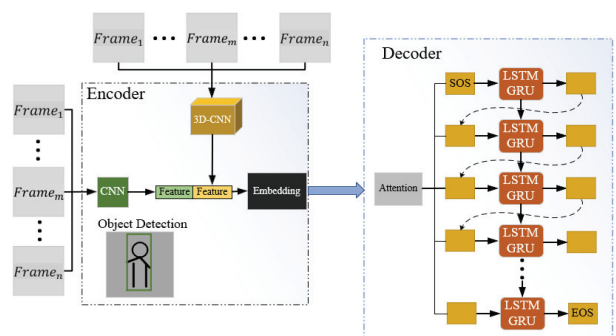 Frame₁ ••• Frameₘ ••• Frameₙ
Encoder
3D-CNN
Frame₁
Frameₘ
Frameₙ
CNN
Feature Feature
Embedding
Object Detection
Decoder
Attention
SOS
LSTM
GRU
LSTM
GRU
LSTM
GRU
LSTM
GRU
LSTM
GRU
EOS